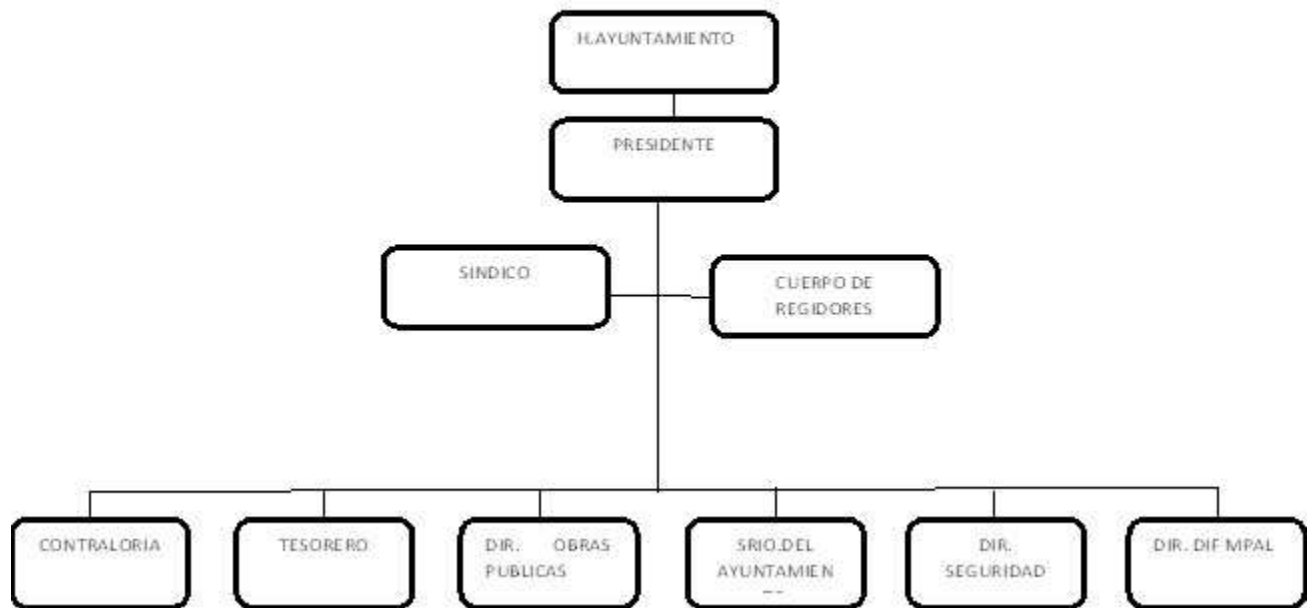 H.AYUNTAMIENTO
PRESIDENTE
SINDICO
CUERPO DE
REGIDORES
CONTRALORIA
TESORERO
DIR. OBRAS
PUBLICAS
SRIO.DEL
AYUNTAMIEN
DIR.
SEGURIDAD
DIR. DIF MPAL